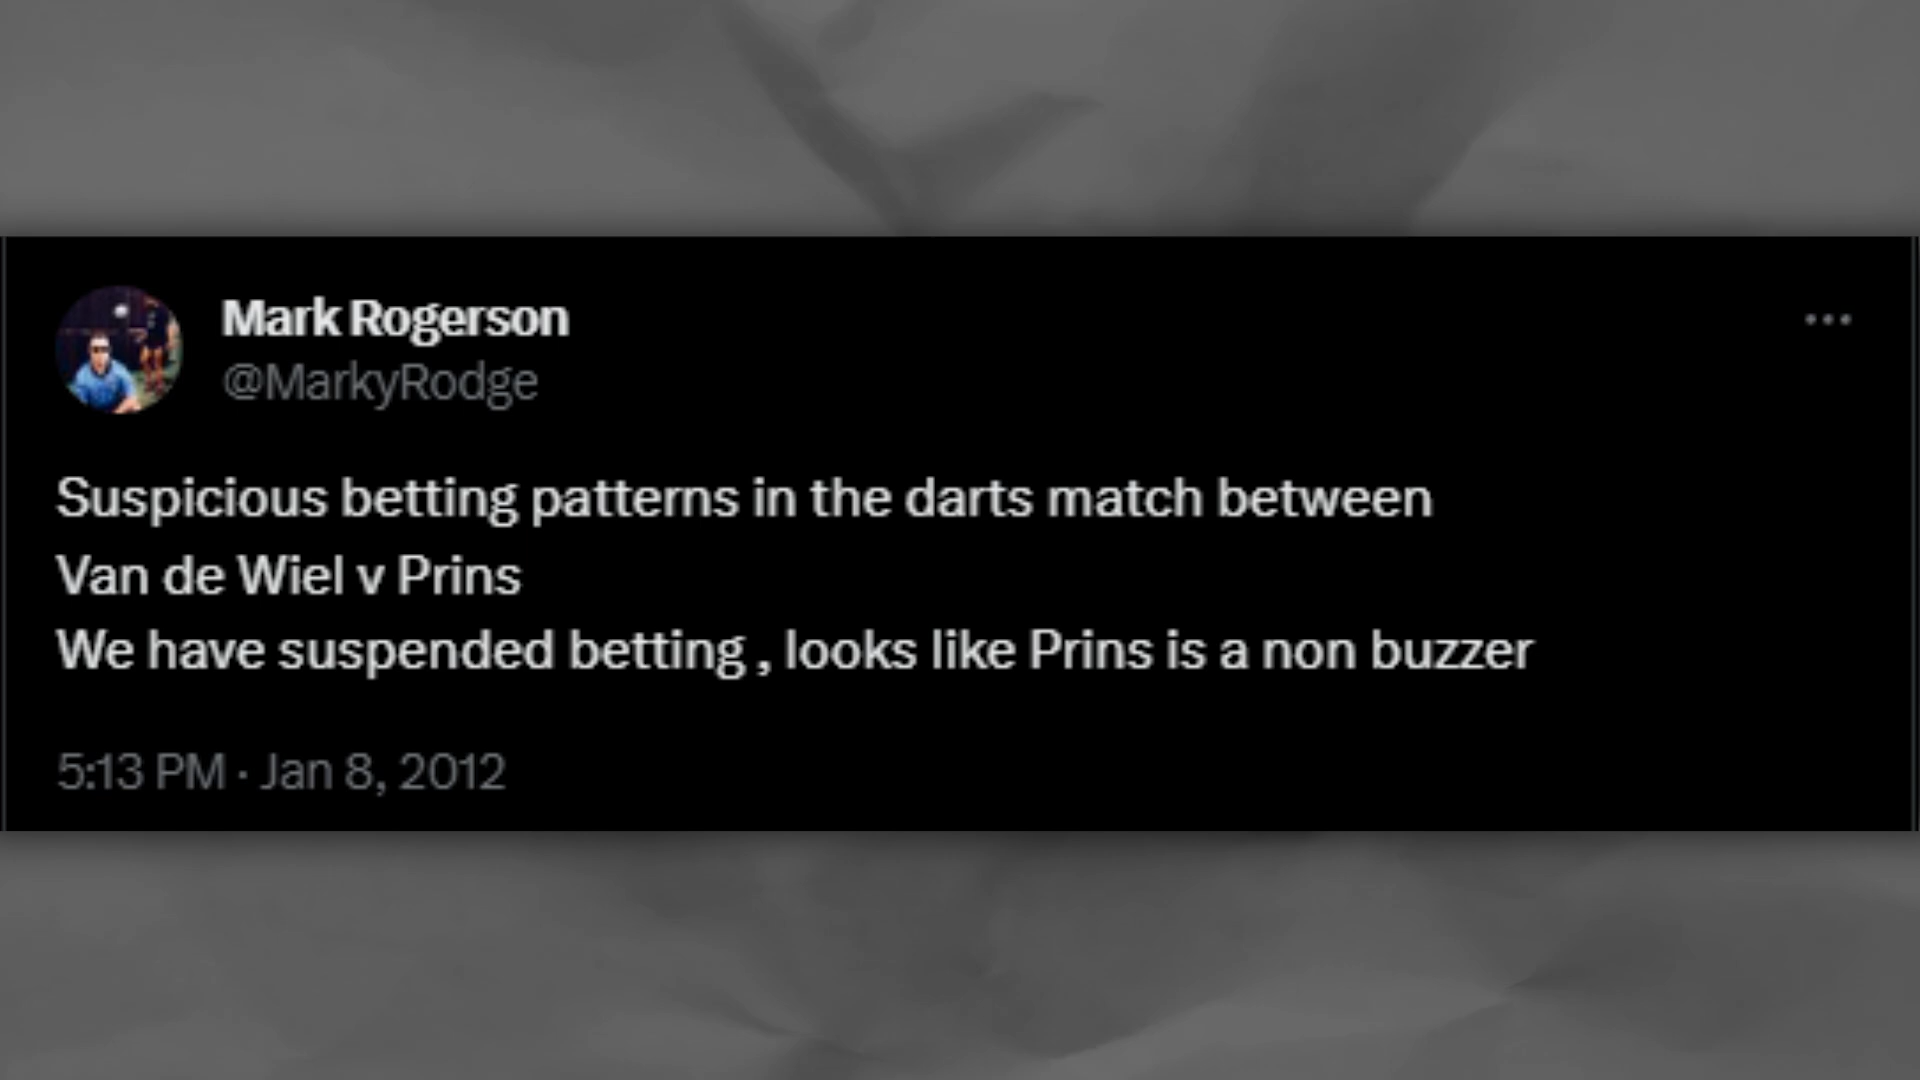 Mark Rogerson
@MarkyRodge
Suspicious betting patterns in the darts match between
Van de Wiel v Prins
We have suspended betting , looks like Prins is a non buzzer
5:13 PM · Jan 8, 2012